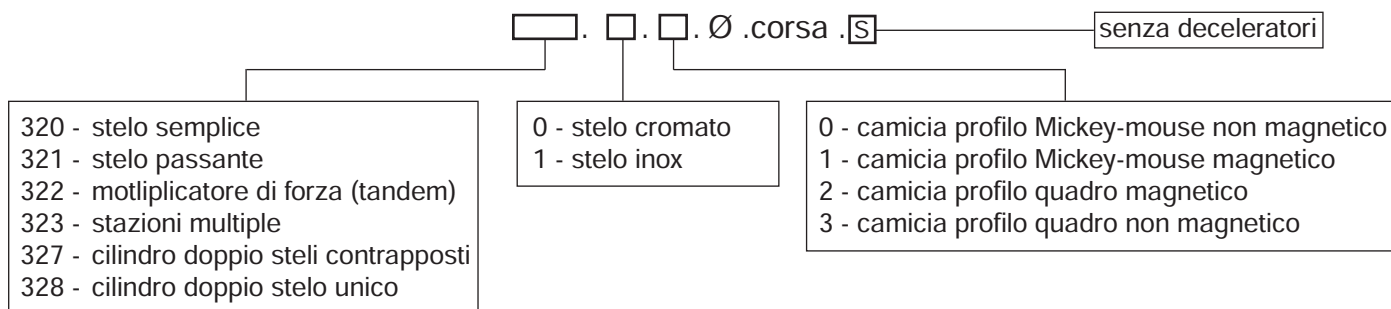 . . . Ø .corsa .S
senza deceleratori
320 - stelo semplice
321 - stelo passante
322 - motliplicatore di forza (tandem)
323 - stazioni multiple
327 - cilindro doppio steli contrapposti
328 - cilindro doppio stelo unico
0 - stelo cromato
1 - stelo inox
0 - camicia profilo Mickey-mouse non magnetico
1 - camicia profilo Mickey-mouse magnetico
2 - camicia profilo quadro magnetico
3 - camicia profilo quadro non magnetico